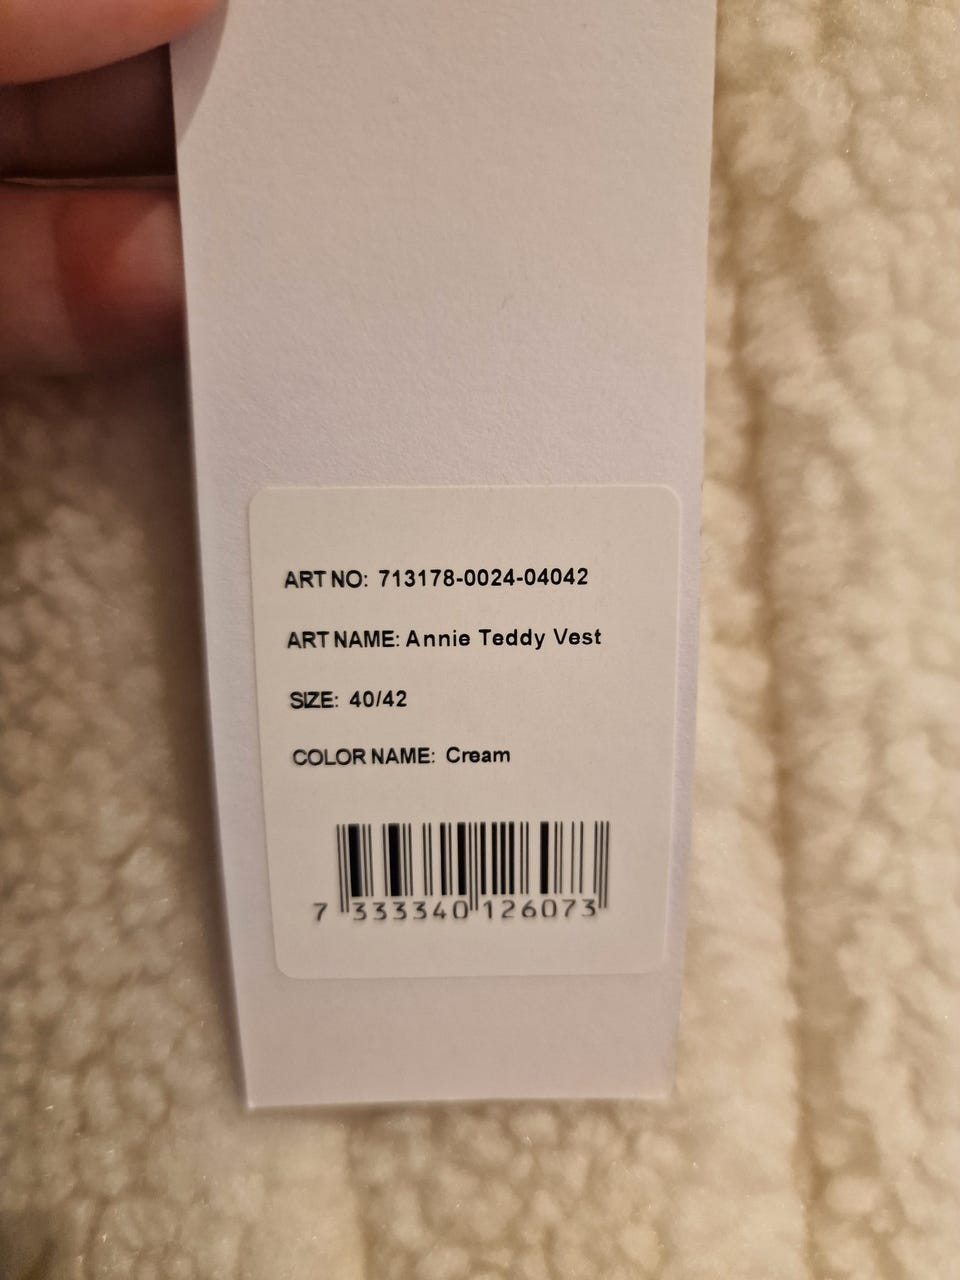 ART NO: 713178-0024-04042
ART NAME: Annie Teddy Vest
SIZE: 40/42
COLOR NAME: Cream
7 333340 126073